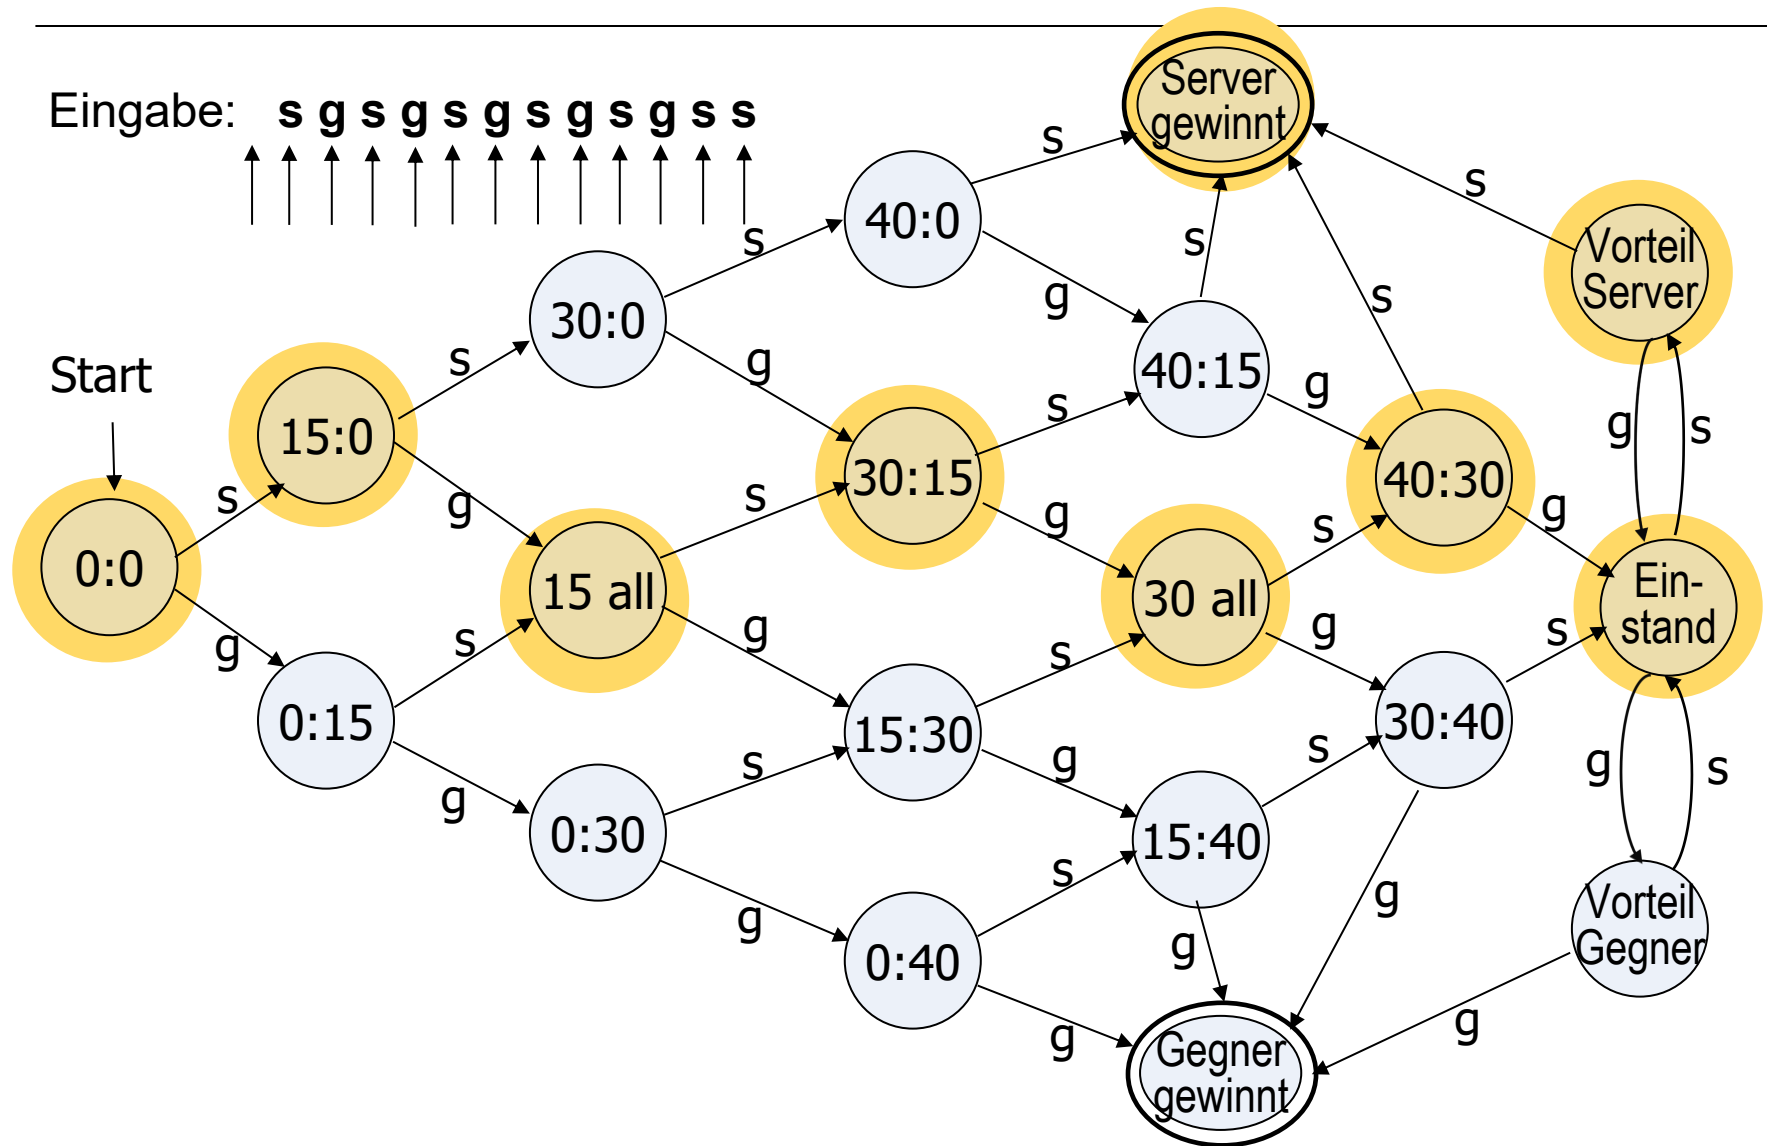 Eingabe: s g s g s g s g s g s s
Server
gewinnt
s
40:0
s
s
Vorteil
Server
s
s
g
30:0
s
Start
s
g
40:15
g
15:0
s
g
s
30:15
40:30
g
s
s
g
s
g
s
g
0:0
15 all
30 all
Ein-
stand
g
s
g
s
g
s
0:15
15:30
30:40
s
g
s
g
s
g
0:30
15:40
s
g
g
Vorteil
Gegner
0:40
g
g
g
Gegner
gewinnt